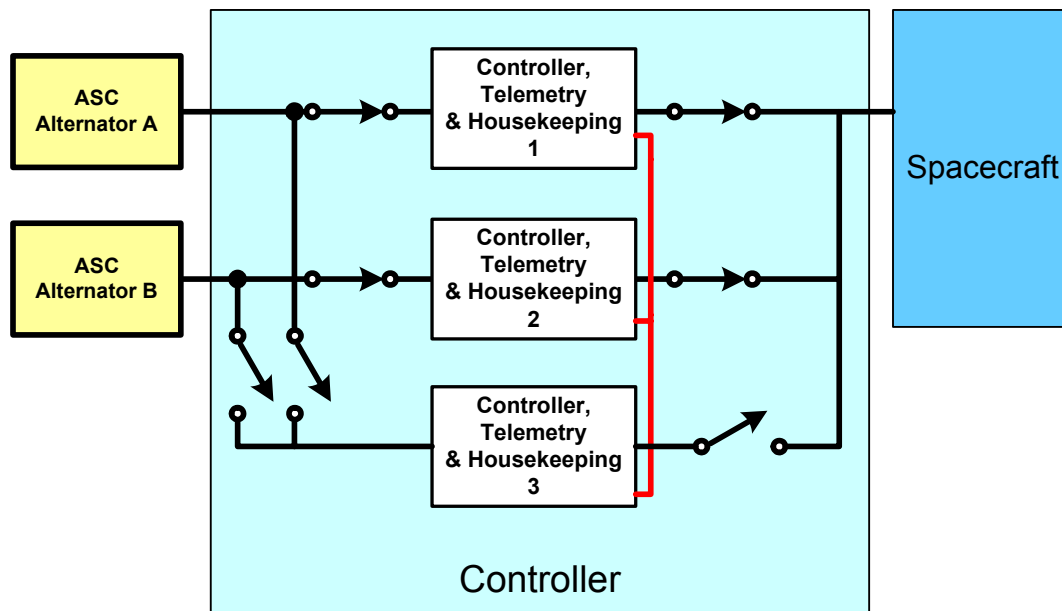 ASC
Alternator A
Controller,
Telemetry
& Housekeeping
1
Spacecraft
ASC
Alternator B
Controller,
Telemetry
& Housekeeping
2
Controller,
Telemetry
& Housekeeping
3
Controller